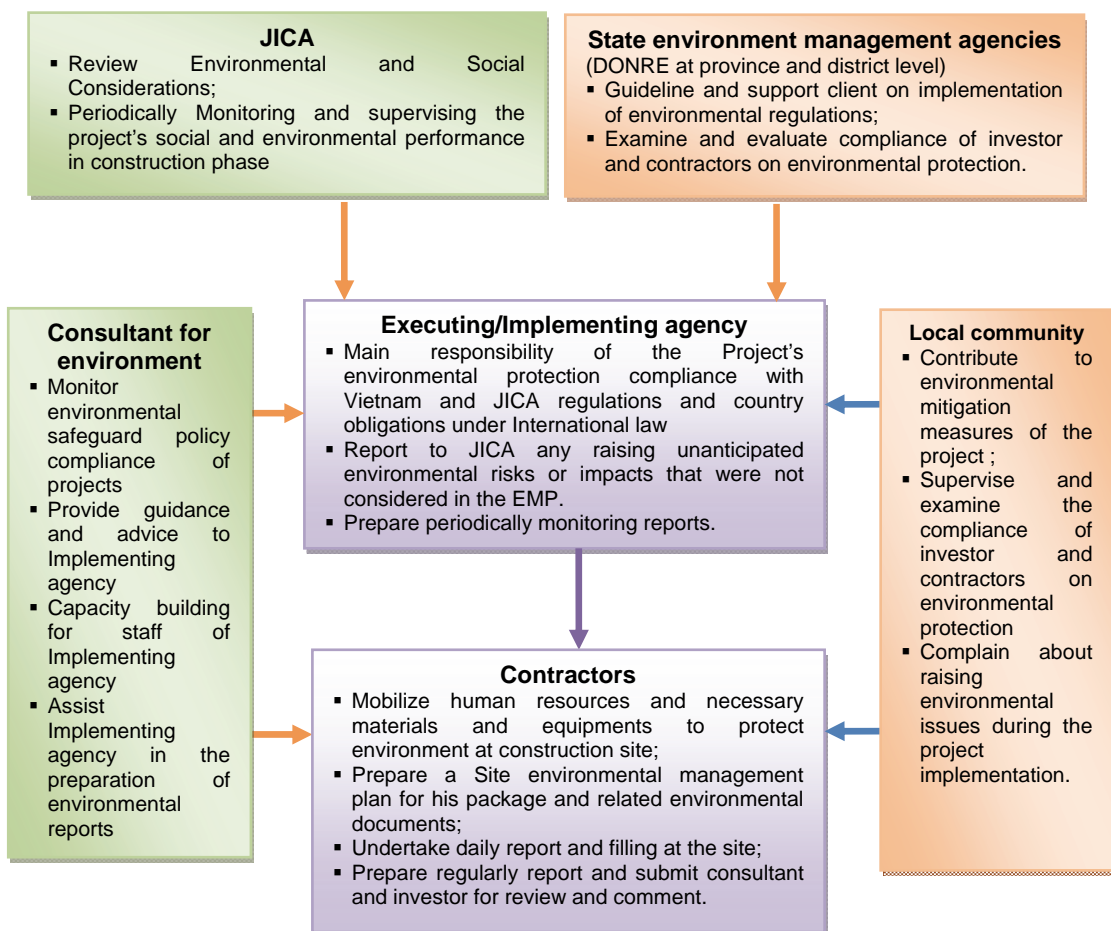 JICA
▪ Review Environmental and Social
Considerations;
▪ Periodically Monitoring and supervising the
project's social and environmental performance
in construction phase
State environment management agencies
(DONRE at province and district level)
▪ Guideline and support client on implementation
of environmental regulations;
▪ Examine and evaluate compliance of investor
and contractors on environmental protection.
Consultant for
environment
▪ Monitor
environmental
safeguard policy
compliance of
projects
▪ Provide guidance
and advice to
Implementing
agency
▪ Capacity building
for staff of
Implementing
agency
▪ Assist
Implementing
agency in the
preparation of
environmental
reports
Executing/Implementing agency
▪ Main responsibility of the Project's
environmental protection compliance with
Vietnam and JICA regulations and country
obligations under International law
▪ Report to JICA any raising unanticipated
environmental risks or impacts that were not
considered in the EMP.
▪ Prepare periodically monitoring reports.
Contractors
▪ Mobilize human resources and necessary
materials and equipments to protect
environment at construction site;
▪ Prepare a Site environmental management
plan for his package and related environmental
documents;
▪ Undertake daily report and filling at the site;
▪ Prepare regularly report and submit consultant
and investor for review and comment.
Local community
▪ Contribute to
environmental
mitigation
measures of the
project ;
▪ Supervise and
examine the
compliance of
investor and
contractors on
environmental
protection
▪ Complain about
raising
environmental
issues during the
project
implementation.